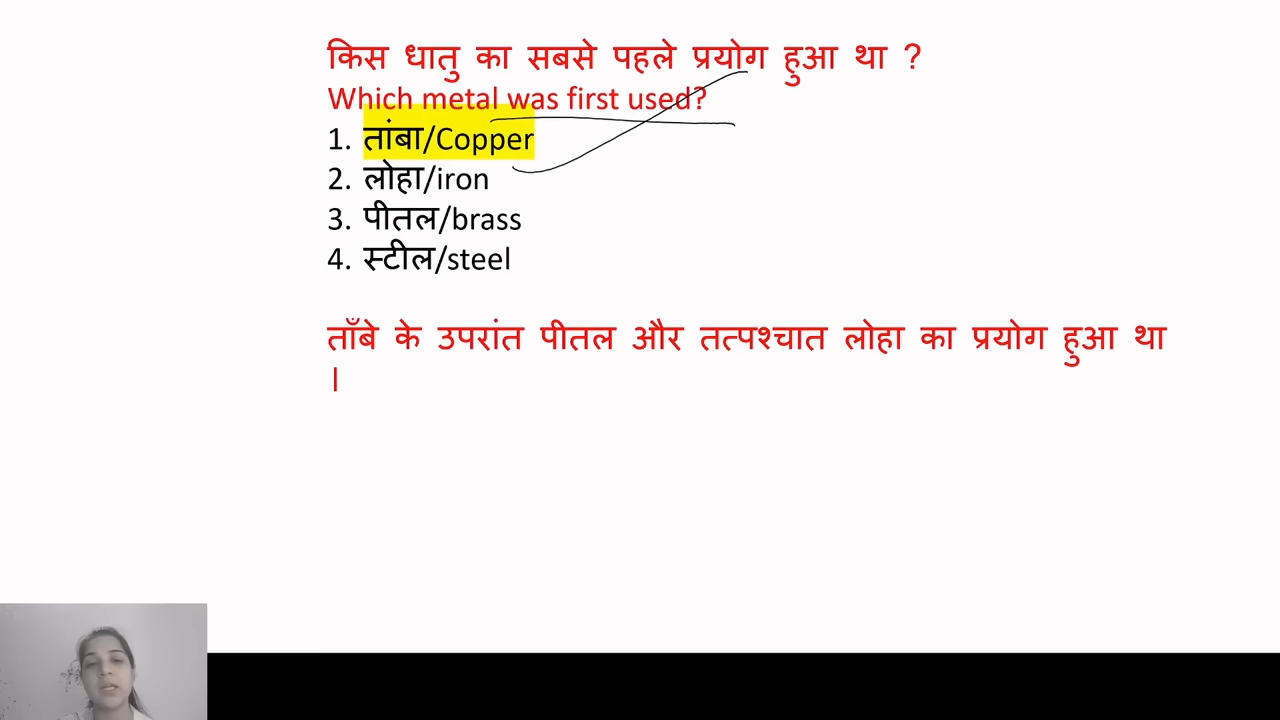 किस धातु का सबसे पहले प्रयोग हुआ था ?
Which metal was first used?
1. तांबा/Copper
2. लोहा/iron
3. पीतल/brass
4. स्टील/steel
ताँबे के उपरांत पीतल और तत्पश्चात लोहा का प्रयोग हुआ था
।